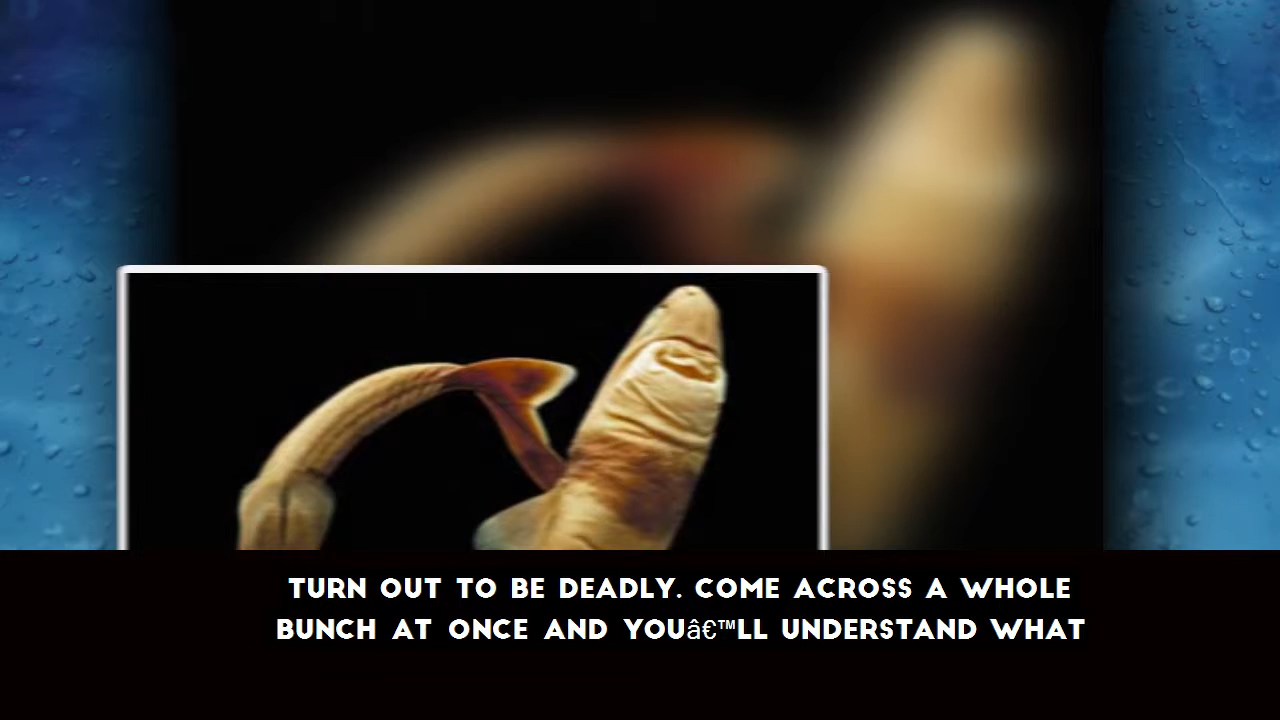 TURN OUT TO BE DEADLY. COME ACROSS A WHOLE
BUNCH AT ONCE AND YOUâ€™LL UNDERSTAND WHAT